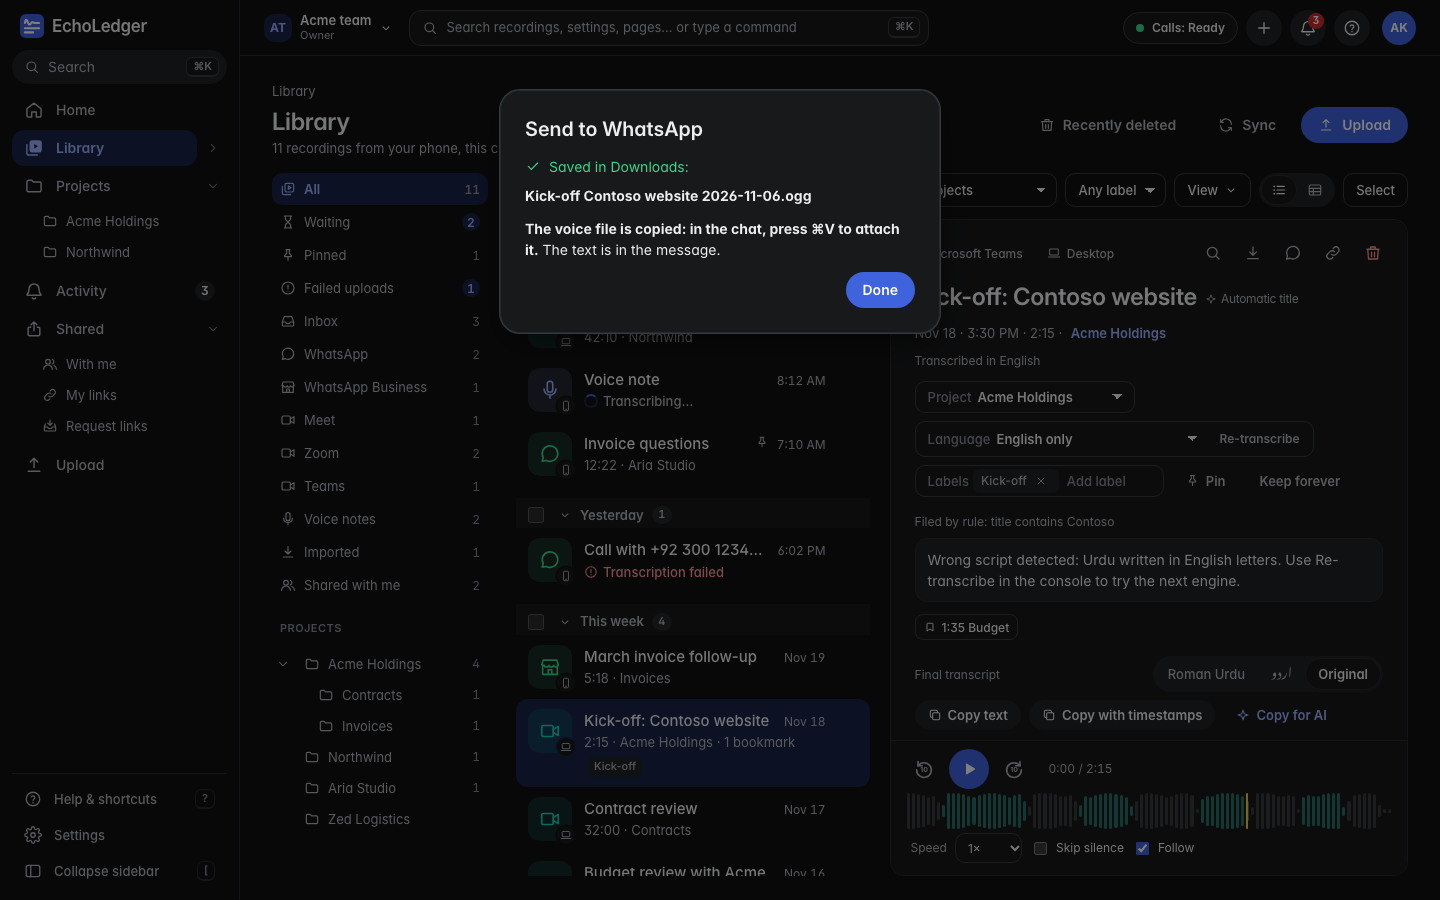 EchoLedger
Search ⌘K
Home
Library
Projects
Acme Holdings
Northwind
Activity 3
Shared
With me
My links
Request links
Upload
Help & shortcuts ?
Settings
Collapse sidebar [
AT Acme team
Owner
Search recordings, settings, pages... or type a command ⌘K
Calls: Ready
3
AK
Library
Library
11 recordings from your phone, this c
Recently deleted
Sync
Upload
All 11
Waiting 2
Pinned 1
Failed uploads 1
Inbox 3
WhatsApp 2
WhatsApp Business 1
Meet 1
Zoom 1
Teams 1
Voice notes 2
Imported 1
Shared with me 2
PROJECTS
Acme Holdings 4
Contracts 1
Invoices 1
Northwind 1
Aria Studio 1
Zed Logistics
Send to WhatsApp
Saved in Downloads:
Kick-off Contoso website 2026-11-06.ogg
The voice file is copied: in the chat, press ⌘V to attach
it. The text is in the message.
Done
ojects
Any label
View
Select
42:10 · Northwind
Voice note 8:12 AM
Transcribing...
Invoice questions 7:10 AM
12:22 · Aria Studio
Yesterday 1
Call with +92 300 1234... 6:02 PM
Transcription failed
This week 4
March invoice follow-up Nov 19
5:18 · Invoices
Kick-off: Contoso website Nov 18
2:15 · Acme Holdings · 1 bookmark
Kick-off
Contract review Nov 17
32:00 · Contracts
Budget review with Acme Nov 16
crosoft Teams
Desktop
ck-off: Contoso website
Automatic title
Nov 18 · 3:30 PM · 2:15 · Acme Holdings
Transcribed in English
Project Acme Holdings
Language English only
Re-transcribe
Labels Kick-off × Add label
Pin
Keep forever
Filed by rule: title contains Contoso
Wrong script detected: Urdu written in English letters. Use Re-
transcribe in the console to try the next engine.
1:35 Budget
Final transcript
Roman Urdu
اردو
Original
Copy text
Copy with timestamps
Copy for AI
10
10
0:00 / 2:15
Speed 1×
Skip silence
Follow